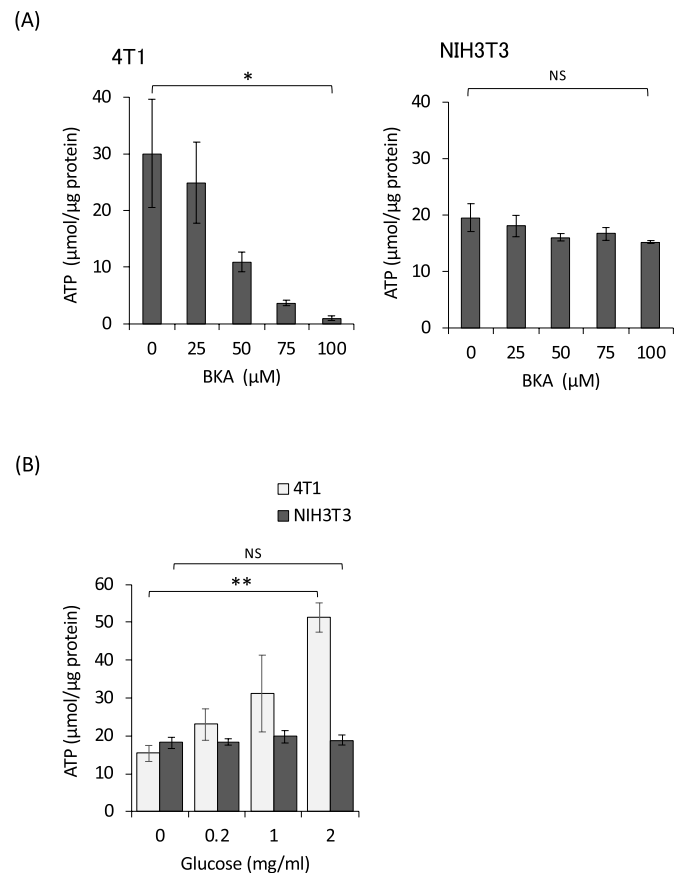 (A)
4T1
*
ATP (µmol/µg protein)
40
30
20
10
0
0 25 50 75 100
BKA (µM)
NIH3T3
NS
ATP (µmol/µg protein)
40
30
20
10
0
0 25 50 75 100
BKA (µM)
(B)
4T1
NIH3T3
NS
**
ATP (µmol/µg protein)
60
50
40
30
20
10
0
0 0.2 1 2
Glucose (mg/ml)